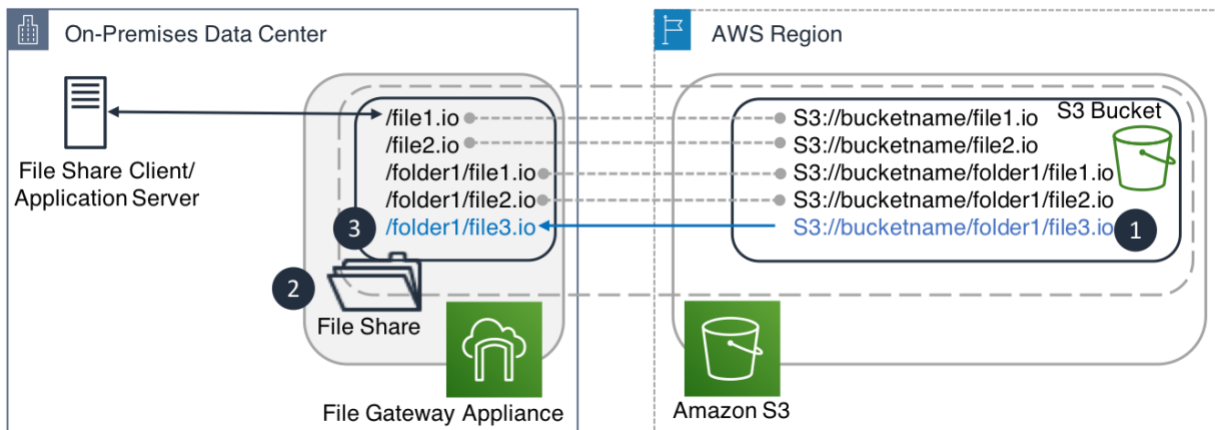 On-Premises Data Center
File Share Client/
Application Server
/file1.io
/file2.io
/folder1/file1.io
/folder1/file2.io
3
/folder1/file3.io
2
File Share
File Gateway Appliance
AWS Region
S3 Bucket
S3://bucketname/file1.io
S3://bucketname/file2.io
S3://bucketname/folder1/file1.io
S3://bucketname/folder1/file2.io
S3://bucketname/folder1/file3.io
1
Amazon S3